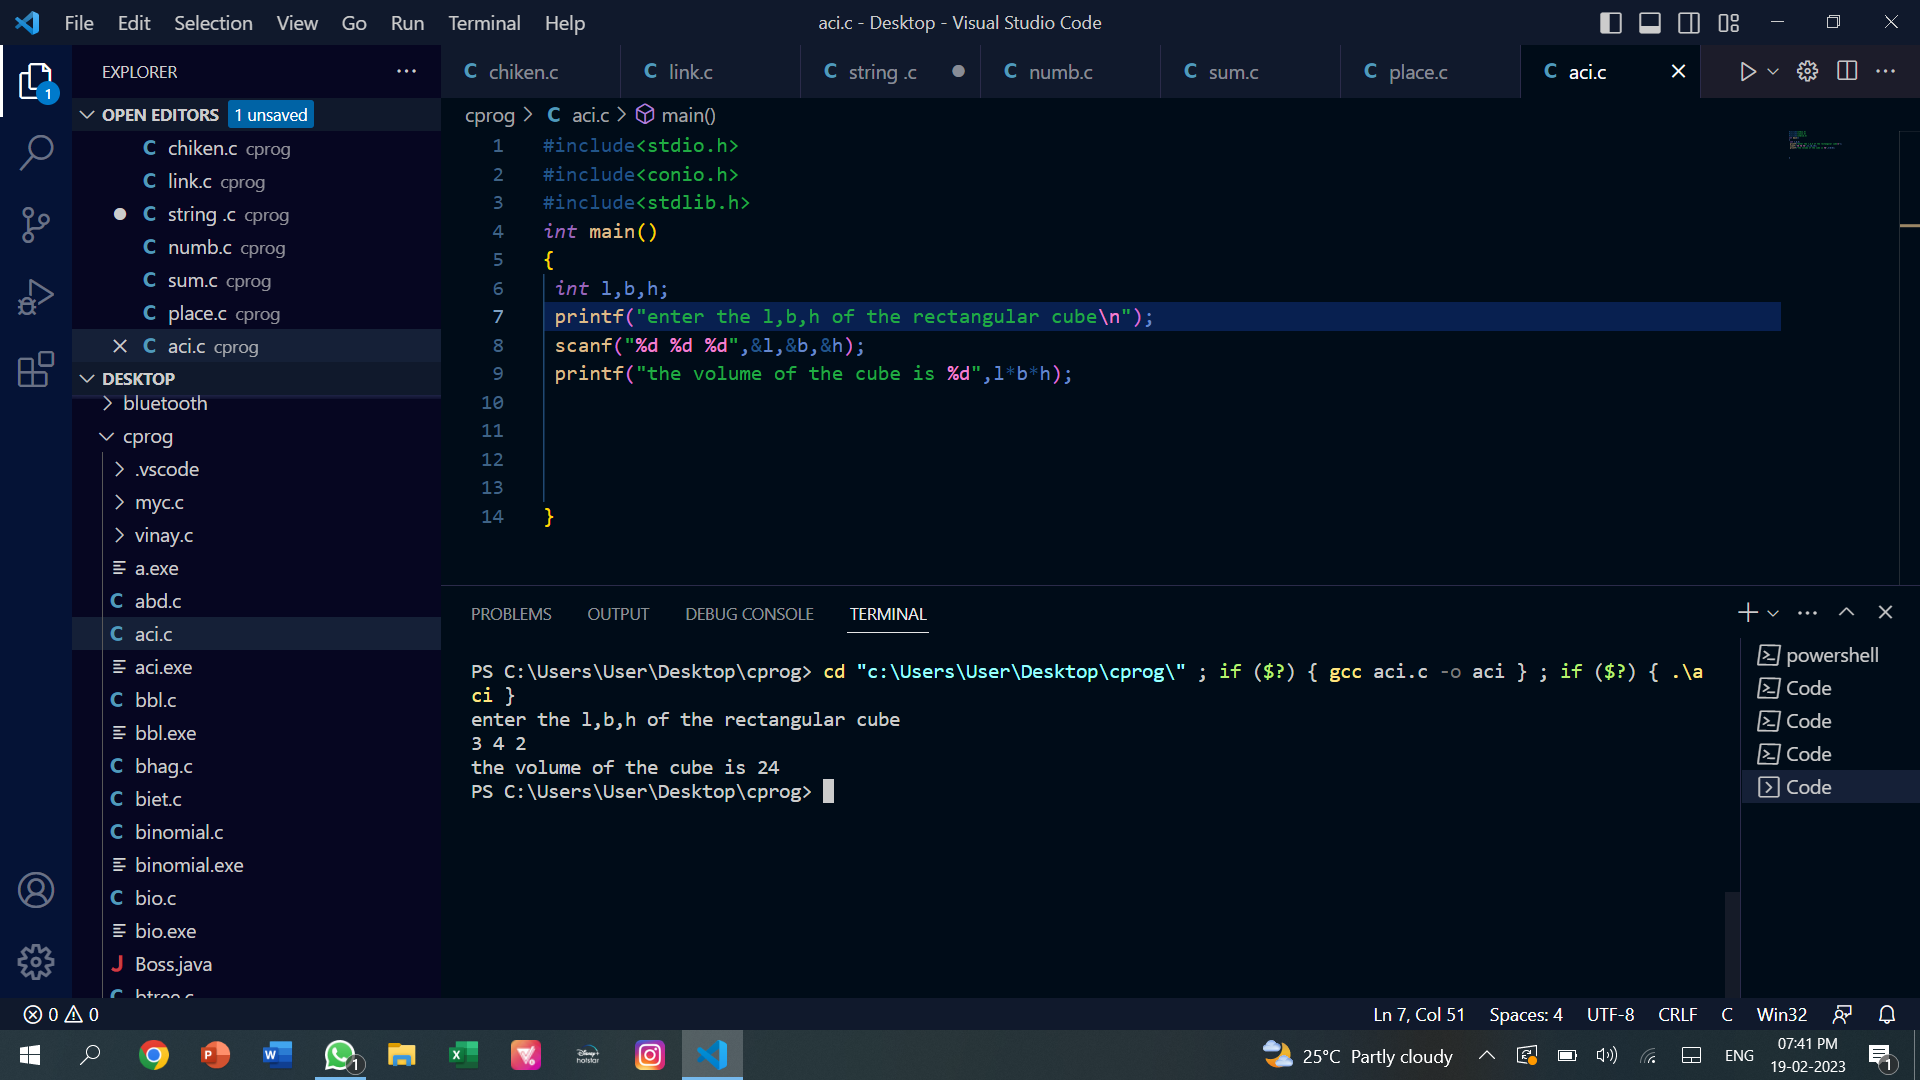 File Edit Selection View Go Run Terminal Help
aci.c - Desktop - Visual Studio Code
1
EXPLORER
OPEN EDITORS 1 unsaved
C chiken.c cprog
C link.c cprog
C string .c cprog
C numb.c cprog
C sum.c cprog
C place.c cprog
C aci.c cprog
DESKTOP
bluetooth
cprog
.vscode
myc.c
vinay.c
a.exe
C abd.c
C aci.c
aci.exe
C bbl.c
bbl.exe
C bhag.c
C biet.c
C binomial.c
binomial.exe
C bio.c
bio.exe
J Boss.java
C btree.c
C chiken.c C link.c C string .c C numb.c C sum.c C place.c C aci.c
cprog > C aci.c > main()
1 #include<stdio.h>
2 #include<conio.h>
3 #include<stdlib.h>
4 int main()
5 {
6 int l,b,h;
7 printf("enter the l,b,h of the rectangular cube\n");
8 scanf("%d %d %d",&l,&b,&h);
9 printf("the volume of the cube is %d",l*b*h);
10
11
12
13
14 }
PROBLEMS OUTPUT DEBUG CONSOLE TERMINAL
PS C:\Users\User\Desktop\cprog> cd "c:\Users\User\Desktop\cprog\" ; if ($?) { gcc aci.c -o aci } ; if ($?) { .\a
ci }
enter the l,b,h of the rectangular cube
3 4 2
the volume of the cube is 24
PS C:\Users\User\Desktop\cprog>
powershell
Code
Code
Code
Code
0 0
Ln 7, Col 51 Spaces: 4 UTF-8 CRLF C Win32
P W 1 X disney+ hotstar
25°C Partly cloudy ENG
07:41 PM
19-02-2023
1